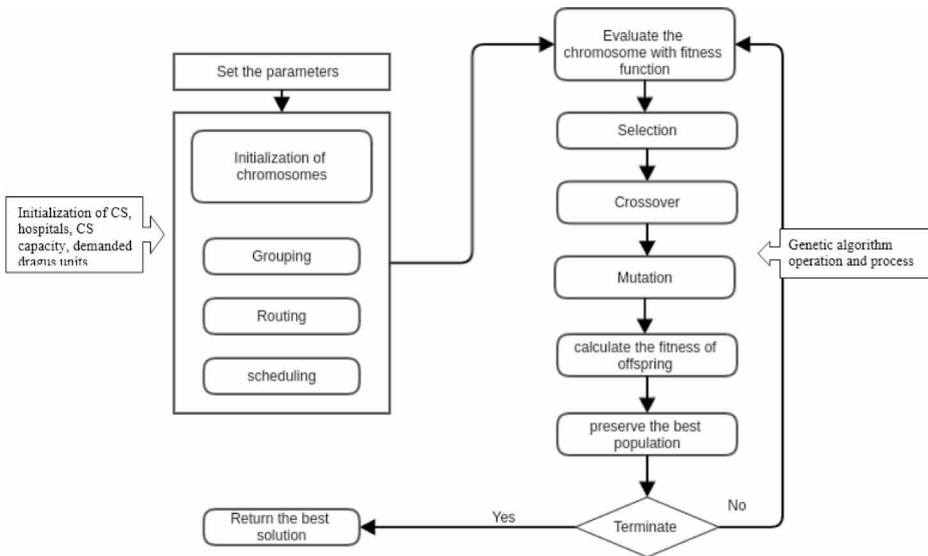 Set the parameters
Initialization of
chromosomes
Grouping
Routing
scheduling
Initialization of CS,
hospitals, CS
capacity, demanded
dragus units
Evaluate the
chromosome with fitness
function
Selection
Crossover
Mutation
calculate the fitness of
offspring
preserve the best
population
Terminate
No
Yes
Return the best
solution
Genetic algorithm
operation and process